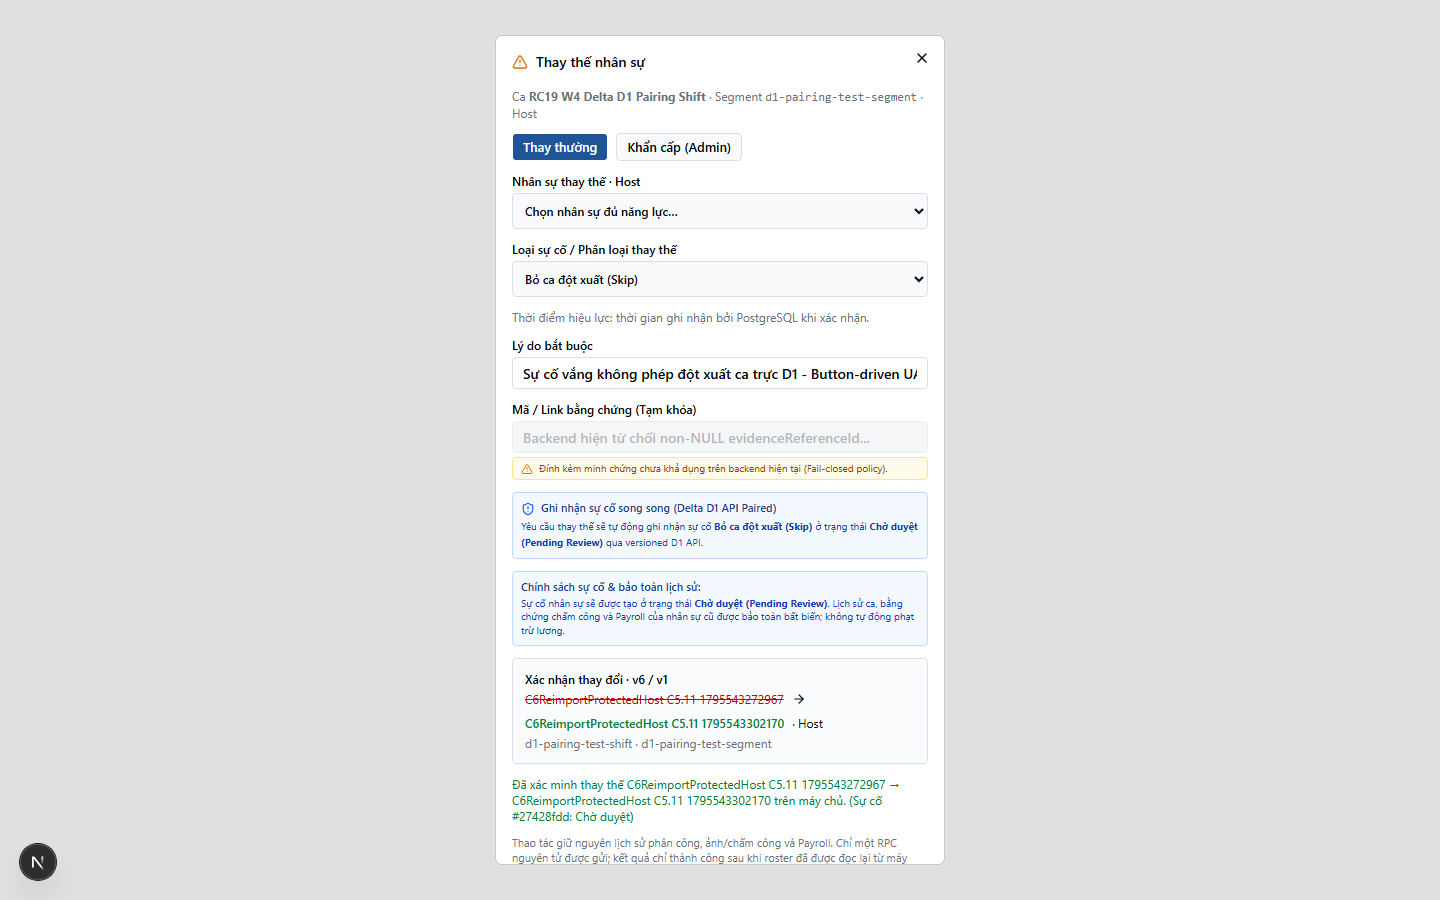 Thay thế nhân sự
Ca RC19 W4 Delta D1 Pairing Shift · Segment d1-pairing-test-segment ·
Host
Thay thường
Khẩn cấp (Admin)
Nhân sự thay thế · Host
Chọn nhân sự đủ năng lực...
Loại sự cố / Phân loại thay thế
Bỏ ca đột xuất (Skip)
Thời điểm hiệu lực: thời gian ghi nhận bởi PostgreSQL khi xác nhận.
Lý do bắt buộc
Sự cố vắng không phép đột xuất ca trực D1 - Button-driven UA
Mã / Link bằng chứng (Tạm khóa)
Backend hiện từ chối non-NULL evidenceReferenceId...
Đính kèm minh chứng chưa khả dụng trên backend hiện tại (Fail-closed policy).
Ghi nhận sự cố song song (Delta D1 API Paired)
Yêu cầu thay thế sẽ tự động ghi nhận sự cố Bỏ ca đột xuất (Skip) ở trạng thái Chờ duyệt
(Pending Review) qua versioned D1 API.
Chính sách sự cố & bảo toàn lịch sử:
Sự cố nhân sự sẽ được tạo ở trạng thái Chờ duyệt (Pending Review). Lịch sử ca, bằng
chứng chấm công và Payroll của nhân sự cũ được bảo toàn bất biến; không tự động phạt
trừ lương.
Xác nhận thay đổi · v6 / v1
C6ReimportProtectedHost C5.11 1795543272967 →
C6ReimportProtectedHost C5.11 1795543302170 · Host
d1-pairing-test-shift · d1-pairing-test-segment
Đã xác minh thay thế C6ReimportProtectedHost C5.11 1795543272967 →
C6ReimportProtectedHost C5.11 1795543302170 trên máy chủ. (Sự cố
#27428fdd: Chờ duyệt)
Thao tác giữ nguyên lịch sử phân công, ảnh/chấm công và Payroll. Chỉ một RPC
nguyên tử được gửi; kết quả chỉ thành công sau khi roster đã được đọc lại từ máy
N